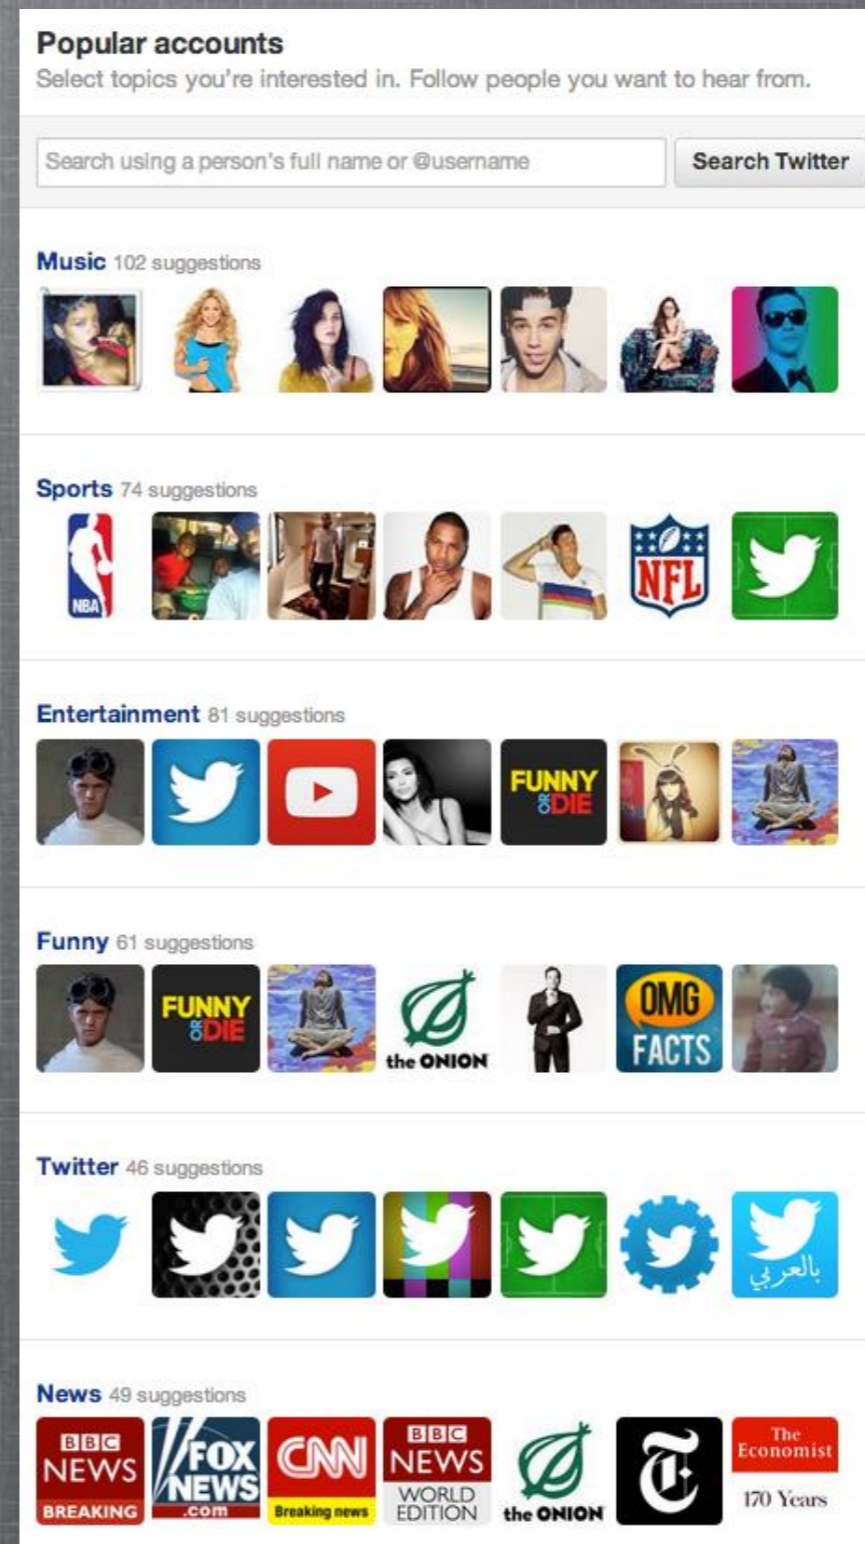 Popular accounts
Select topics you're interested in. Follow people you want to hear from.
Search using a person's full name or @username
Search Twitter
Music 102 suggestions
Sports 74 suggestions
NBA
NFL
Entertainment 81 suggestions
FUNNY
OR DIE
Funny 61 suggestions
FUNNY
OR DIE
the ONION
OMG
FACTS
Twitter 46 suggestions
بالعربي
News 49 suggestions
BBC
NEWS
BREAKING
FOX
NEWS
.com
CNN
Breaking news
BBC
NEWS
WORLD
EDITION
the ONION
T
The
Economist
170 Years